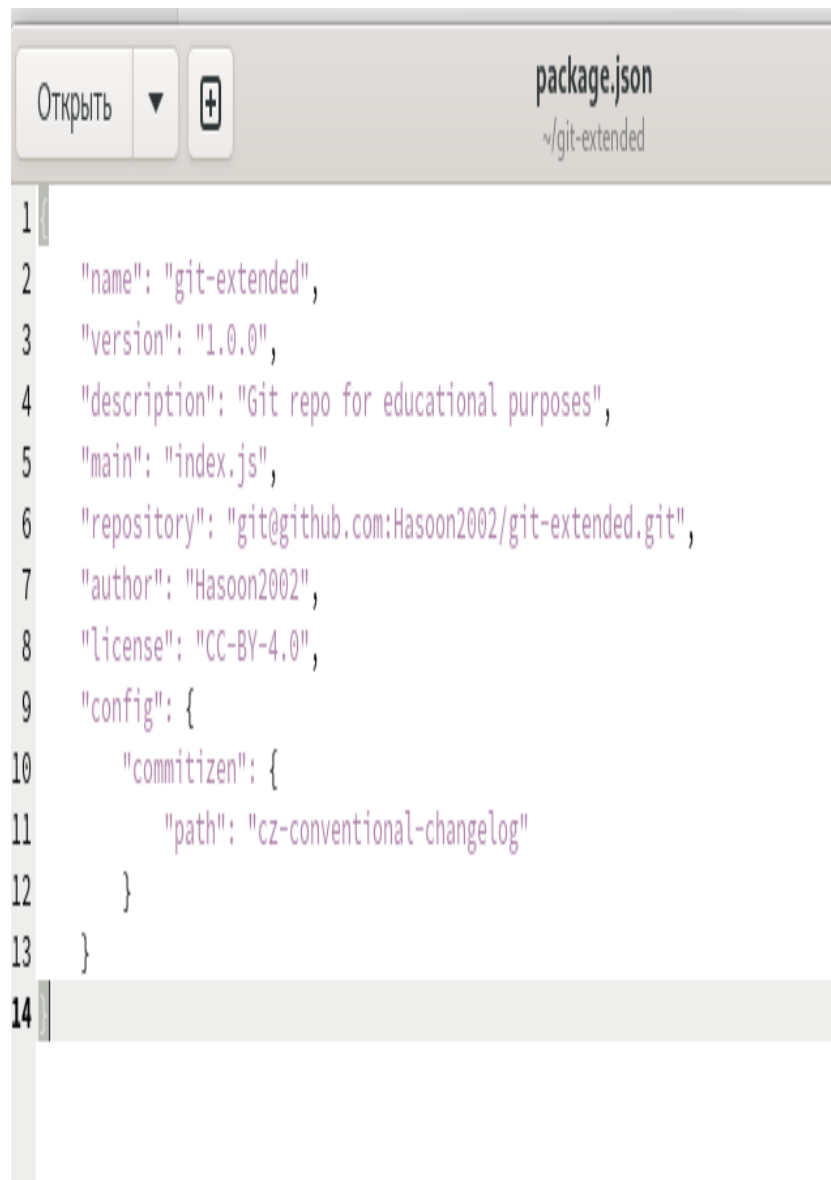 Открыть
package.json
~/git-extended
1 {
2     "name": "git-extended",
3     "version": "1.0.0",
4     "description": "Git repo for educational purposes",
5     "main": "index.js",
6     "repository": "git@github.com:Hasoon2002/git-extended.git",
7     "author": "Hasoon2002",
8     "license": "CC-BY-4.0",
9     "config": {
10         "commitizen": {
11             "path": "cz-conventional-changelog"
12         }
13     }
14 }